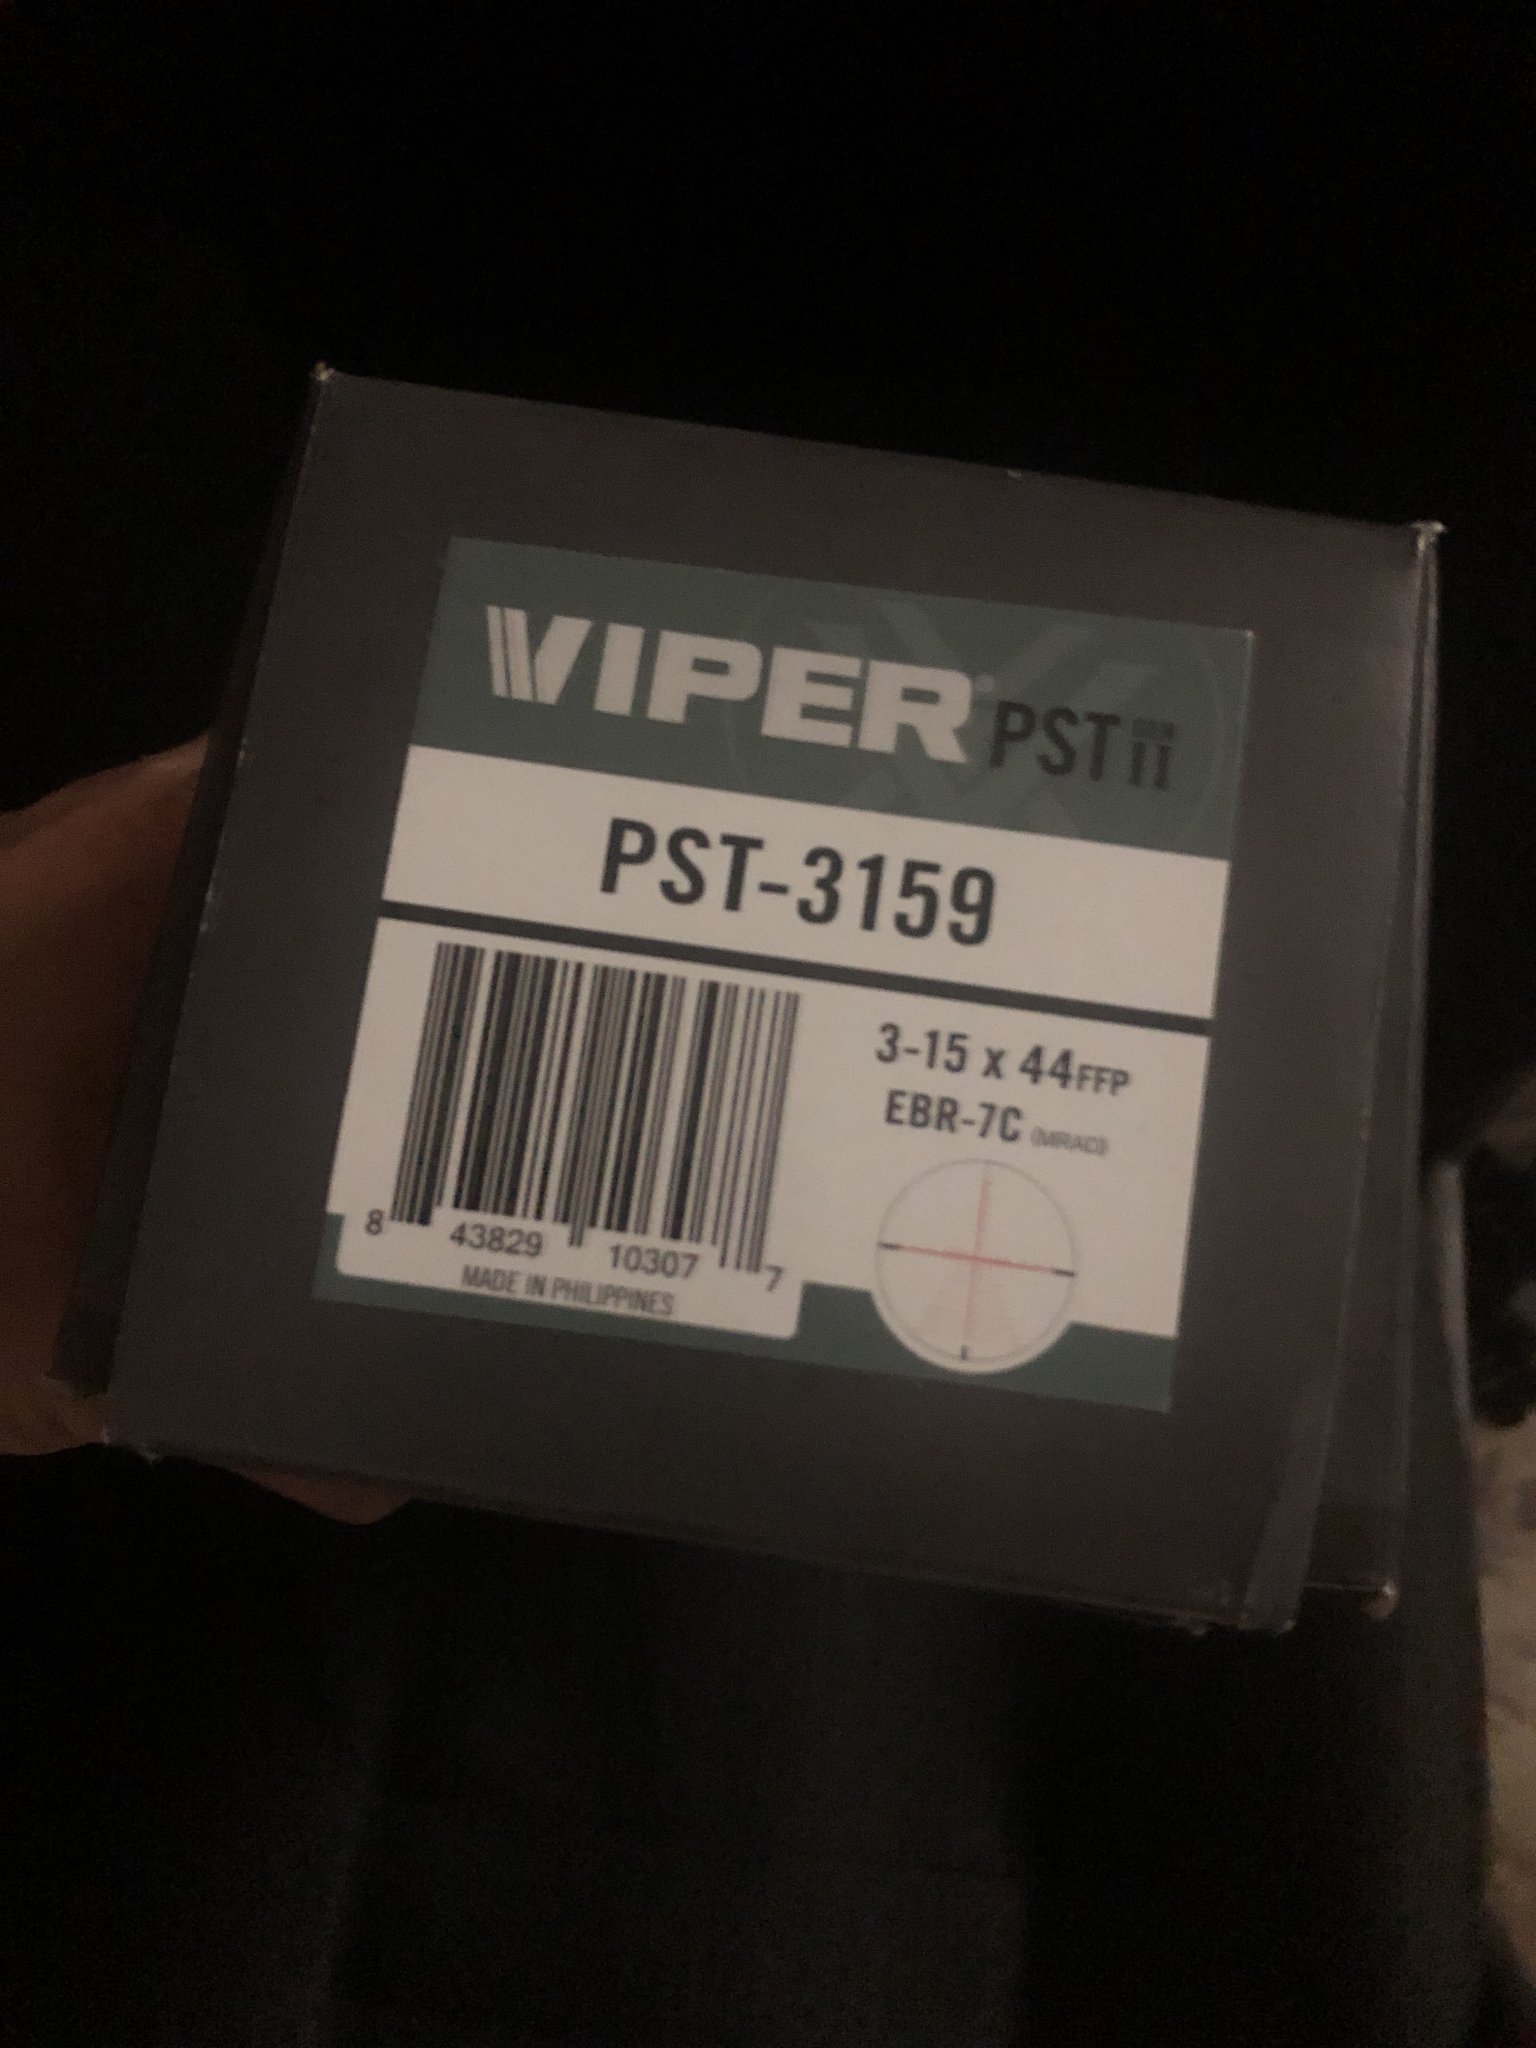 VIPER® PST GEN II
PST-3159
3-15 x 44 FFP
EBR-7C (MRAD)
8 43829 10307 7
MADE IN PHILIPPINES